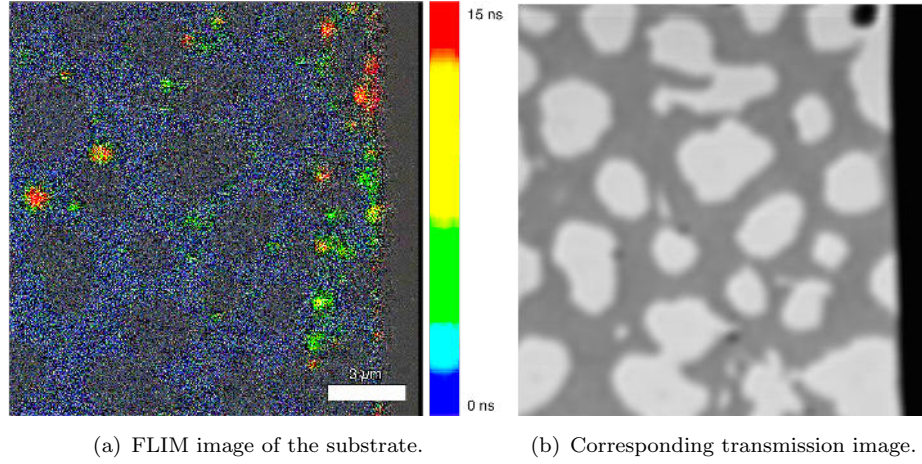 15 ns
3 µm
0 ns
(a) FLIM image of the substrate.
(b) Corresponding transmission image.